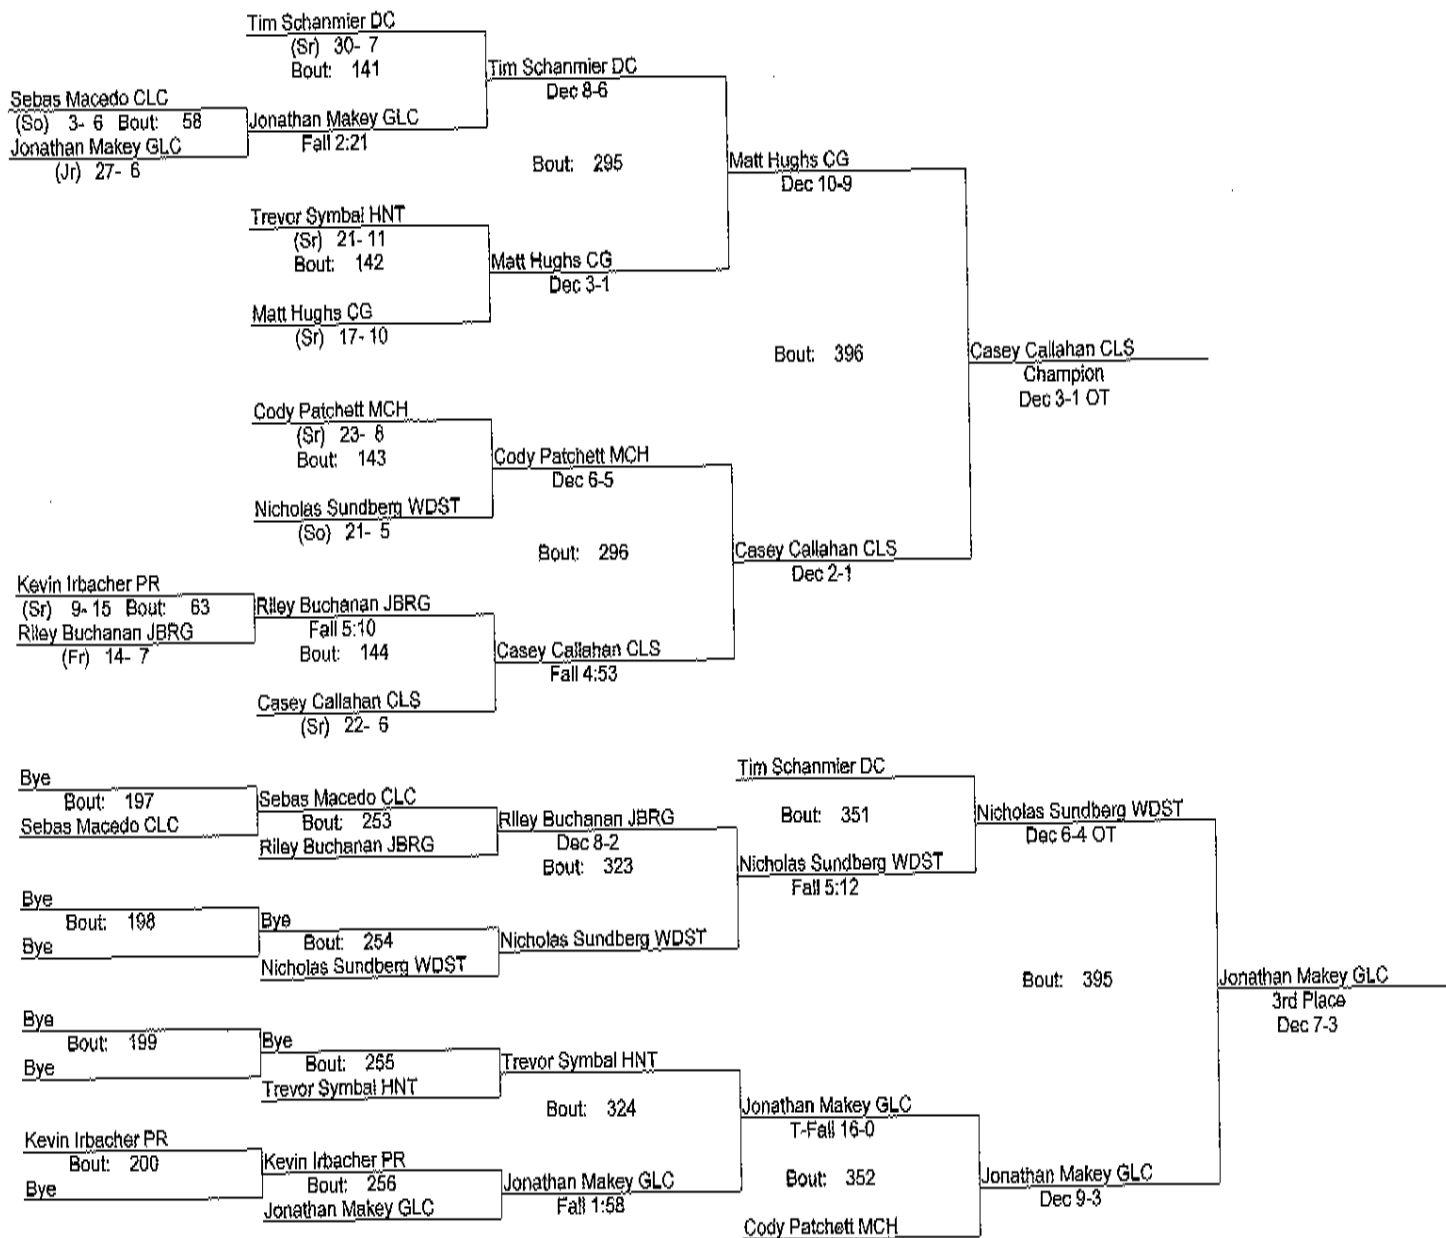 Tim Schanmier DC
(Sr) 30- 7
Bout: 141
Tim Schanmier DC
Dec 8-6
Sebas Macedo CLC
(So) 3- 6 Bout: 58
Jonathan Makey GLC
(Jr) 27- 6
Jonathan Makey GLC
Fall 2:21
Bout: 295
Matt Hughs CG
Dec 10-9
Trevor Symbal HNT
(Sr) 21- 11
Bout: 142
Matt Hughs CG
Dec 3-1
Matt Hughs CG
(Sr) 17- 10
Bout: 396
Casey Callahan CLS
Champion
Dec 3-1 OT
Cody Patchett MCH
(Sr) 23- 8
Bout: 143
Cody Patchett MCH
Dec 6-5
Nicholas Sundberg WDST
(So) 21- 5
Bout: 296
Casey Callahan CLS
Dec 2-1
Kevin Irbacher PR
(Sr) 9- 15 Bout: 63
Riley Buchanan JBRG
(Fr) 14- 7
Riley Buchanan JBRG
Fall 5:10
Bout: 144
Casey Callahan CLS
Fall 4:53
Casey Callahan CLS
(Sr) 22- 6
Bye
Bout: 197
Sebas Macedo CLC
Sebas Macedo CLC
Bout: 253
Riley Buchanan JBRG
Riley Buchanan JBRG
Dec 8-2
Bout: 323
Tim Schanmier DC
Bout: 351
Nicholas Sundberg WDST
Fall 5:12
Nicholas Sundberg WDST
Dec 6-4 OT
Bye
Bout: 198
Bye
Bye
Bout: 254
Nicholas Sundberg WDST
Nicholas Sundberg WDST
Bout: 395
Jonathan Makey GLC
3rd Place
Dec 7-3
Bye
Bout: 199
Bye
Bye
Bout: 255
Trevor Symbal HNT
Trevor Symbal HNT
Bout: 324
Jonathan Makey GLC
T-Fall 16-0
Kevin Irbacher PR
Bout: 200
Bye
Kevin Irbacher PR
Bout: 256
Jonathan Makey GLC
Jonathan Makey GLC
Fall 1:58
Bout: 352
Cody Patchett MCH
Jonathan Makey GLC
Dec 9-3